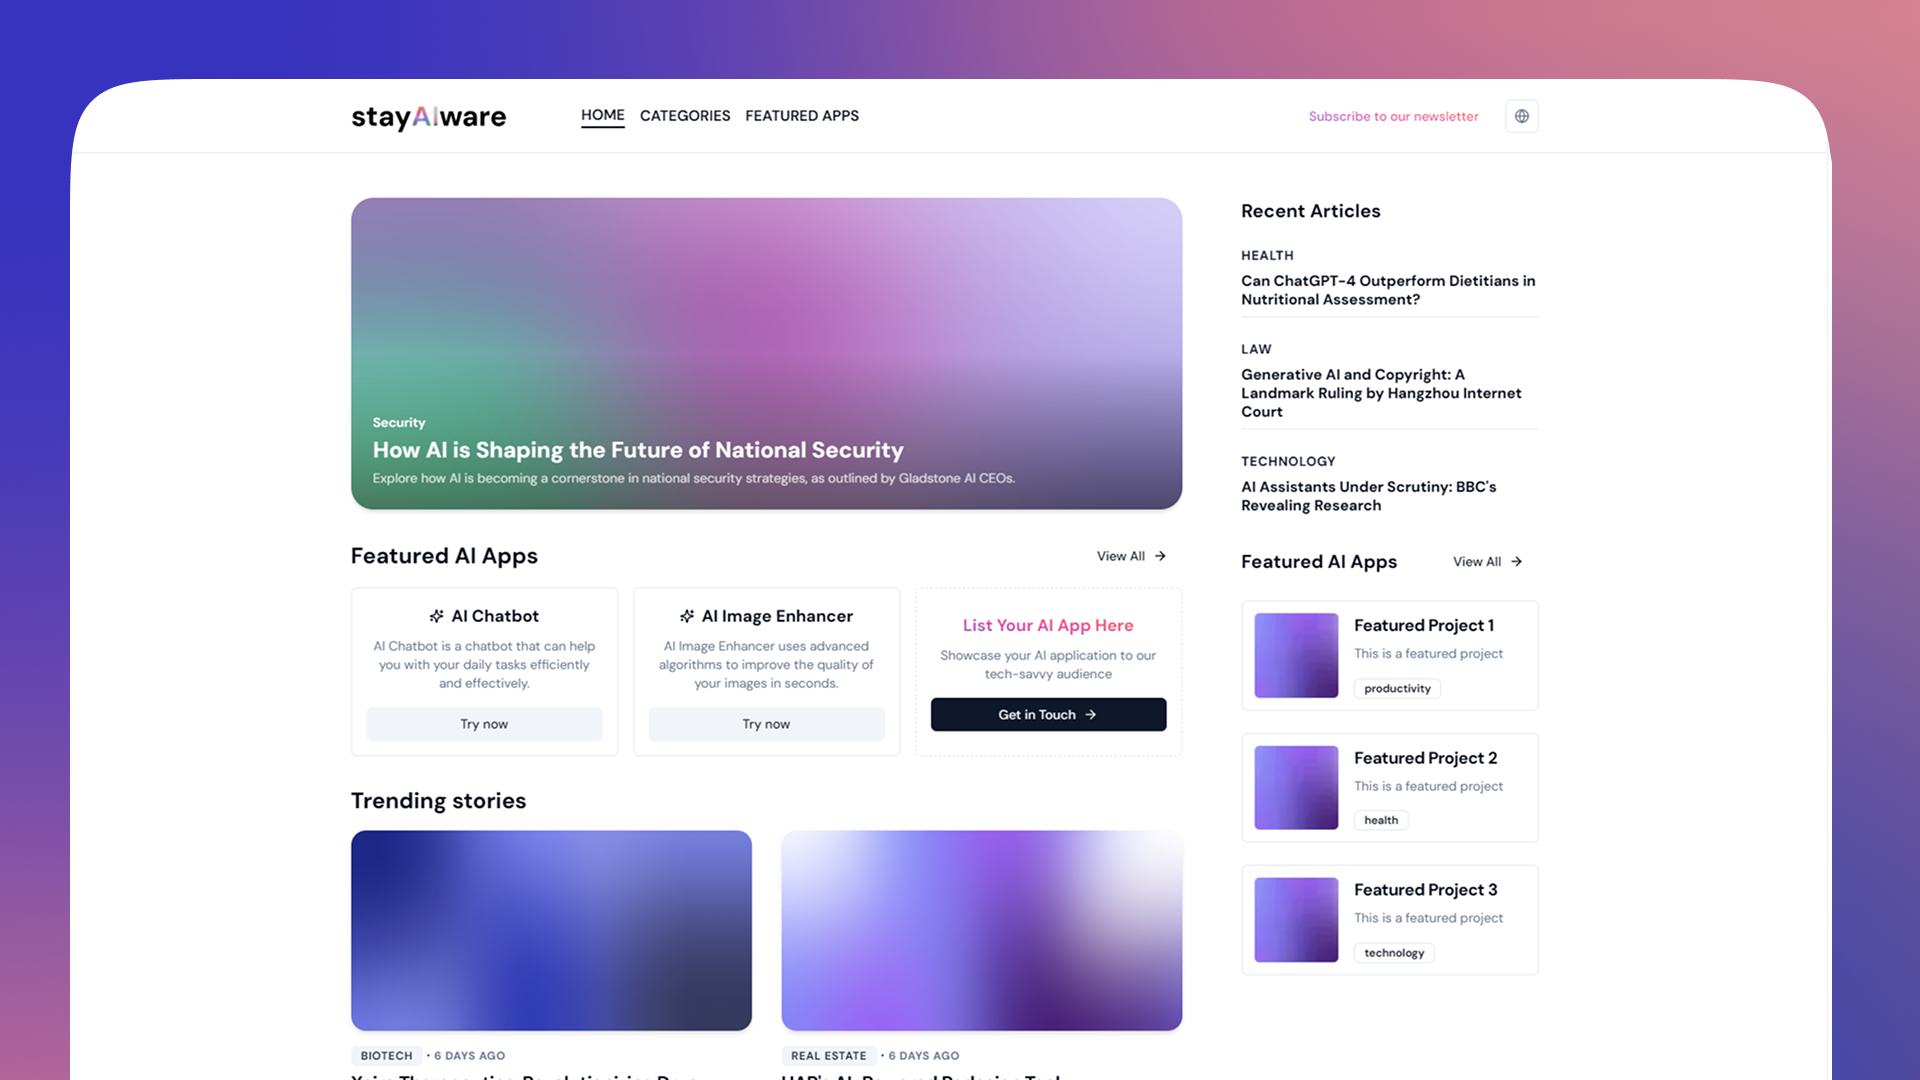 stayAIware
HOME CATEGORIES FEATURED APPS
Subscribe to our newsletter
Security
How AI is Shaping the Future of National Security
Explore how AI is becoming a cornerstone in national security strategies, as outlined by Gladstone AI CEOs.
Featured AI Apps
View All
AI Chatbot
AI Chatbot is a chatbot that can help
you with your daily tasks efficiently
and effectively.
Try now
AI Image Enhancer
AI Image Enhancer uses advanced
algorithms to improve the quality of
your images in seconds.
Try now
List Your AI App Here
Showcase your AI application to our
tech-savvy audience
Get in Touch
Trending stories
BIOTECH • 6 DAYS AGO
REAL ESTATE • 6 DAYS AGO
Recent Articles
HEALTH
Can ChatGPT-4 Outperform Dietitians in
Nutritional Assessment?
LAW
Generative AI and Copyright: A
Landmark Ruling by Hangzhou Internet
Court
TECHNOLOGY
AI Assistants Under Scrutiny: BBC's
Revealing Research
Featured AI Apps
View All
Featured Project 1
This is a featured project
productivity
Featured Project 2
This is a featured project
health
Featured Project 3
This is a featured project
technology